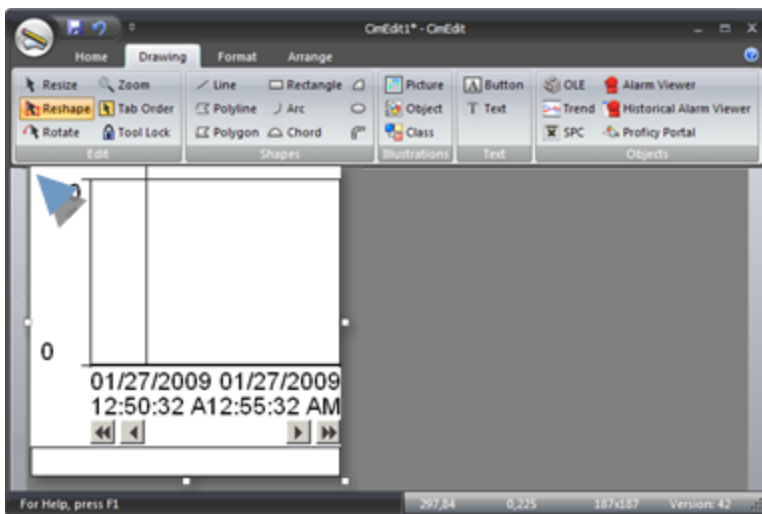 CimEdit1* - CimEdit
Home Drawing Format Arrange
Resize Zoom Line Rectangle Picture Button OLE Alarm Viewer
Reshape Tab Order Polyline Arc Object Text Trend Historical Alarm Viewer
Rotate Tool Lock Polygon Chord Class SPC Proficy Portal
Edit Shapes Illustrations Text Objects
0
0
01/27/2009 01/27/2009
12:50:32 A12:55:32 AM
For Help, press F1 297,84 0,225 187x187 Version: 42